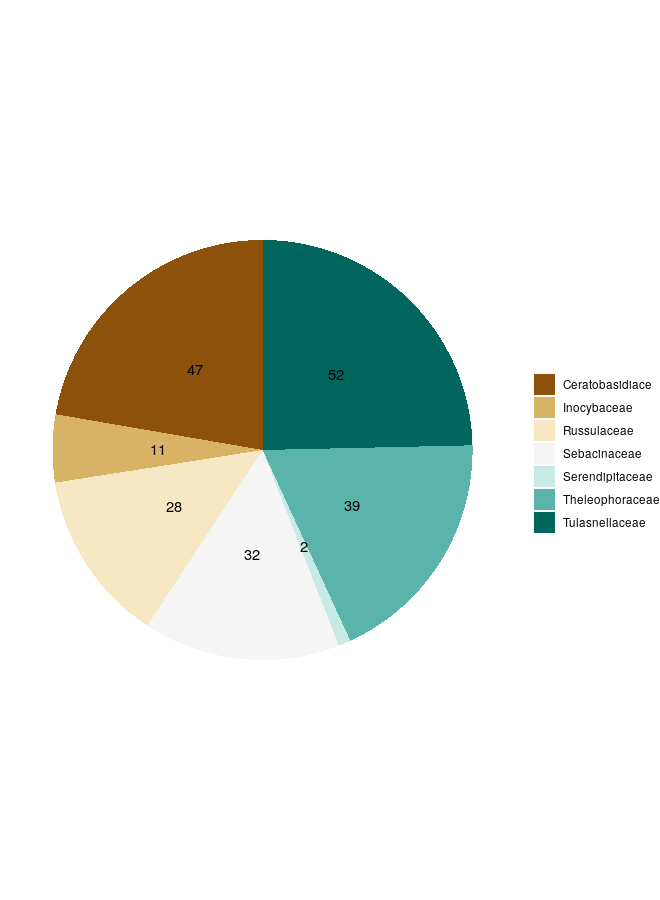 47
52
11
28
39
32
2
Ceratobasidiace
Inocybaceae
Russulaceae
Sebacinaceae
Serendipitaceae
Theleophoraceae
Tulasnellaceae